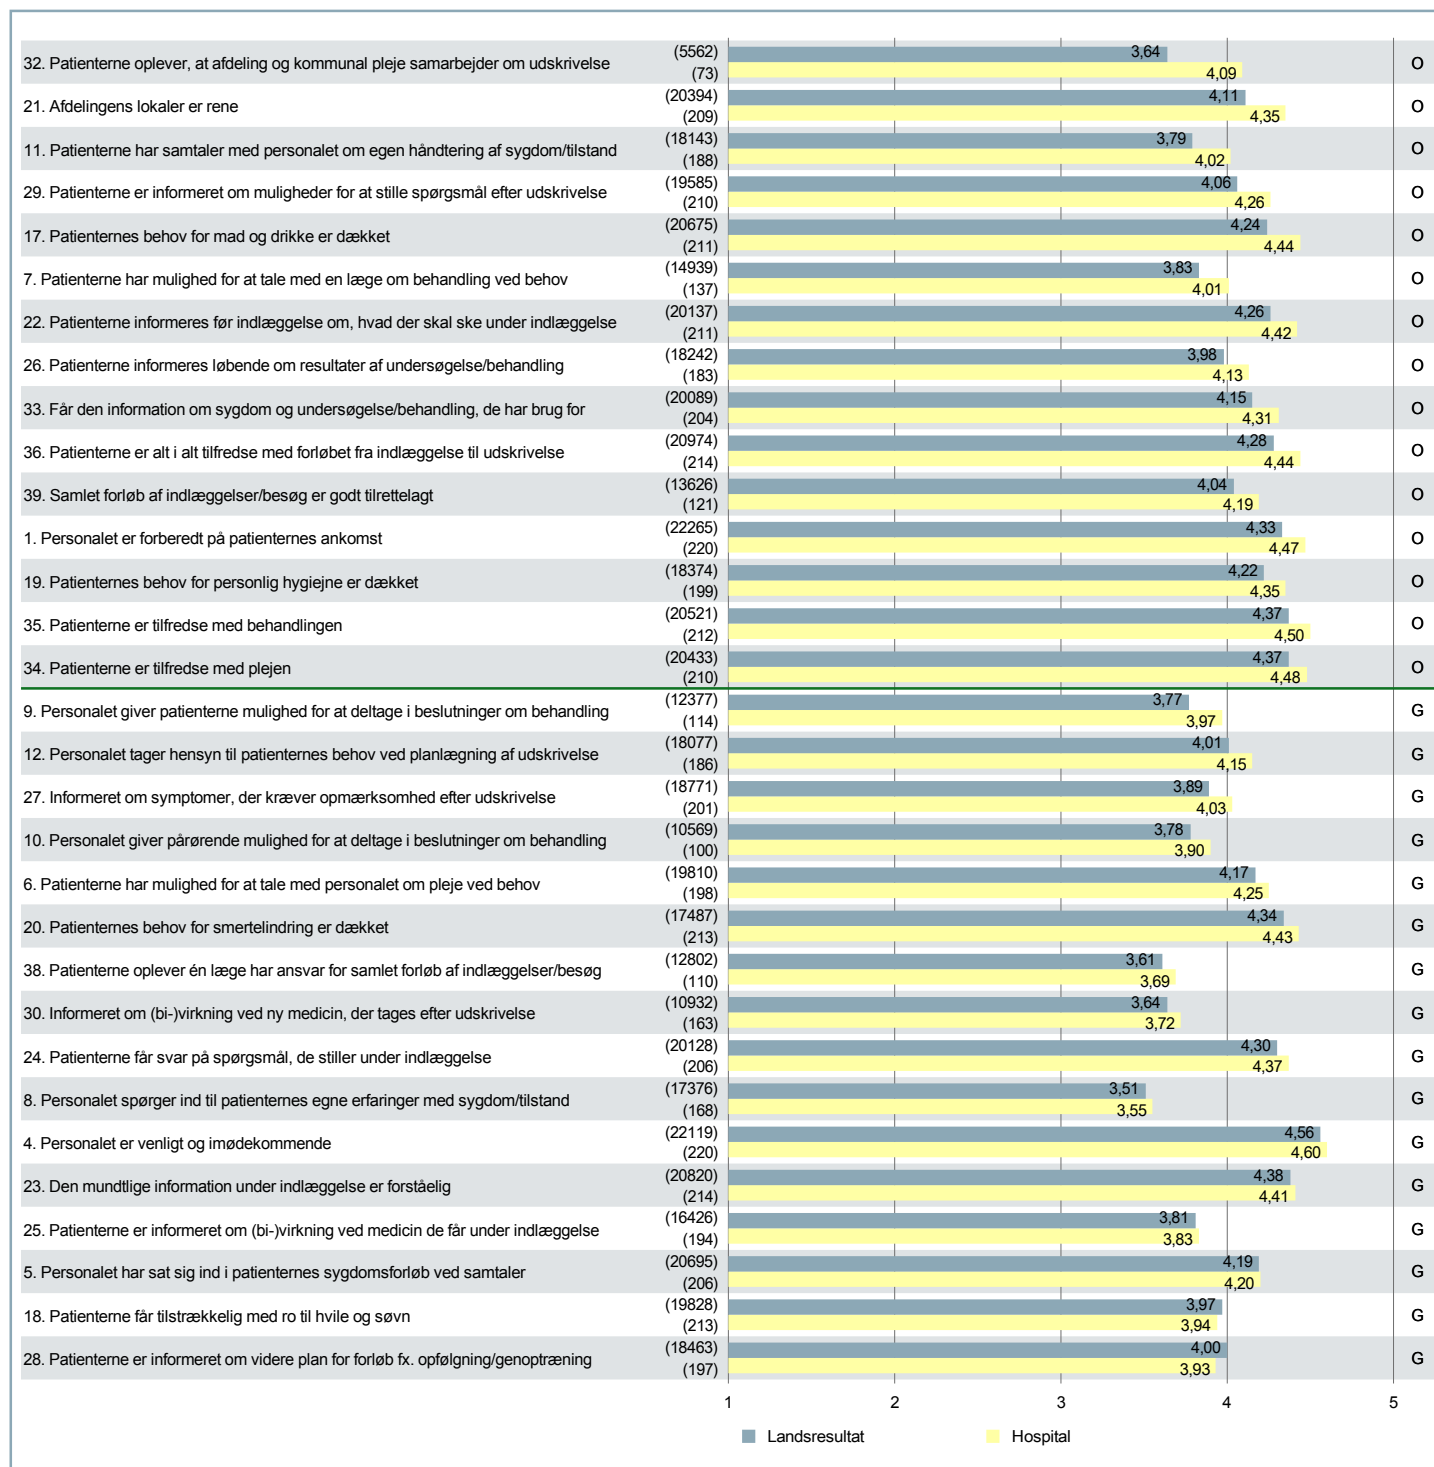 (5562) 3,64
32. Patienterne oplever, at afdeling og kommunal pleje samarbejder om udskrivelse O
(73) 4,09
(20394) 4,11
21. Afdelingens lokaler er rene O
(209) 4,35
(18143) 3,79
11. Patienterne har samtaler med personalet om egen håndtering af sygdom/tilstand O
(188) 4,02
(19585) 4,06
29. Patienterne er informeret om muligheder for at stille spørgsmål efter udskrivelse O
(210) 4,26
(20675) 4,24
17. Patienternes behov for mad og drikke er dækket O
(211) 4,44
(14939) 3,83
7. Patienterne har mulighed for at tale med en læge om behandling ved behov O
(137) 4,01
(20137) 4,26
22. Patienterne informeres før indlæggelse om, hvad der skal ske under indlæggelse O
(211) 4,42
(18242) 3,98
26. Patienterne informeres løbende om resultater af undersøgelse/behandling O
(183) 4,13
(20089) 4,15
33. Får den information om sygdom og undersøgelse/behandling, de har brug for O
(204) 4,31
(20974) 4,28
36. Patienterne er alt i alt tilfredse med forløbet fra indlæggelse til udskrivelse O
(214) 4,44
(13626) 4,04
39. Samlet forløb af indlæggelser/besøg er godt tilrettelagt O
(121) 4,19
(22265) 4,33
1. Personalet er forberedt på patienternes ankomst O
(220) 4,47
(18374) 4,22
19. Patienternes behov for personlig hygiejne er dækket O
(199) 4,35
(20521) 4,37
35. Patienterne er tilfredse med behandlingen O
(212) 4,50
(20433) 4,37
34. Patienterne er tilfredse med plejen O
(210) 4,48
(12377) 3,77
9. Personalet giver patienterne mulighed for at deltage i beslutninger om behandling G
(114) 3,97
(18077) 4,01
12. Personalet tager hensyn til patienternes behov ved planlægning af udskrivelse G
(186) 4,15
(18771) 3,89
27. Informeret om symptomer, der kræver opmærksomhed efter udskrivelse G
(201) 4,03
(10569) 3,78
10. Personalet giver pårørende mulighed for at deltage i beslutninger om behandling G
(100) 3,90
(19810) 4,17
6. Patienterne har mulighed for at tale med personalet om pleje ved behov G
(198) 4,25
(17487) 4,34
20. Patienternes behov for smertelindring er dækket G
(213) 4,43
(12802) 3,61
38. Patienterne oplever én læge har ansvar for samlet forløb af indlæggelser/besøg G
(110) 3,69
(10932) 3,64
30. Informeret om (bi-)virkning ved ny medicin, der tages efter udskrivelse G
(163) 3,72
(20128) 4,30
24. Patienterne får svar på spørgsmål, de stiller under indlæggelse G
(206) 4,37
(17376) 3,51
8. Personalet spørger ind til patienternes egne erfaringer med sygdom/tilstand G
(168) 3,55
(22119) 4,56
4. Personalet er venligt og imødekommende G
(220) 4,60
(20820) 4,38
23. Den mundtlige information under indlæggelse er forståelig G
(214) 4,41
(16426) 3,81
25. Patienterne er informeret om (bi-)virkning ved medicin de får under indlæggelse G
(194) 3,83
(20695) 4,19
5. Personalet har sat sig ind i patienternes sygdomsforløb ved samtaler G
(206) 4,20
(19828) 3,97
18. Patienterne får tilstrækkelig med ro til hvile og søvn G
(213) 3,94
(18463) 4,00
28. Patienterne er informeret om videre plan for forløb fx. opfølgning/genoptræning G
(197) 3,93
1 2 3 4 5
Landsresultat Hospital